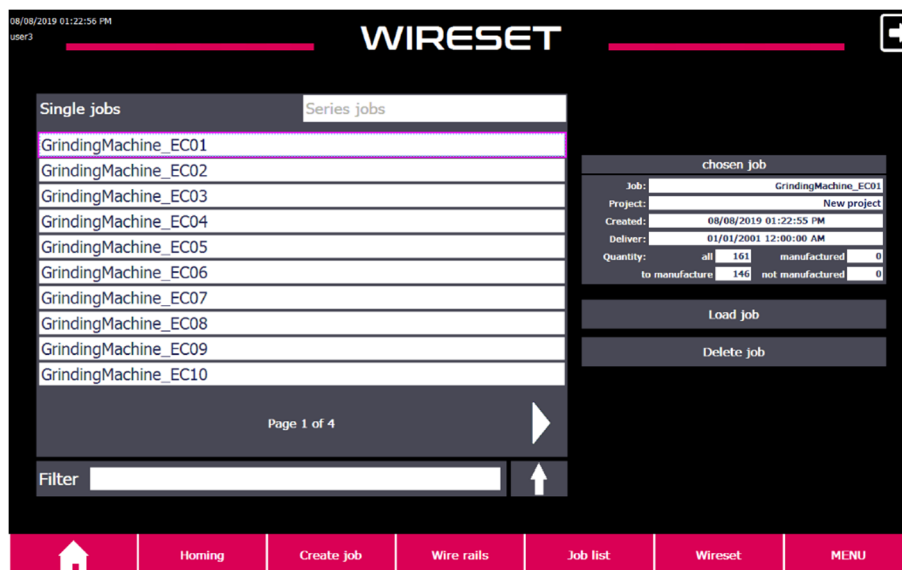 08/08/2019 01:22:56 PM
user3
WIRESET
Single jobs
Series jobs
GrindingMachine_EC01
GrindingMachine_EC02
GrindingMachine_EC03
GrindingMachine_EC04
GrindingMachine_EC05
GrindingMachine_EC06
GrindingMachine_EC07
GrindingMachine_EC08
GrindingMachine_EC09
GrindingMachine_EC10
Page 1 of 4
Filter
chosen job
Job: GrindingMachine_EC01
Project: New project
Created: 08/08/2019 01:22:55 PM
Deliver: 01/01/2001 12:00:00 AM
Quantity: all 161 manufactured 0
to manufacture 146 not manufactured 0
Load job
Delete job
Homing Create job Wire rails Job list Wireset MENU